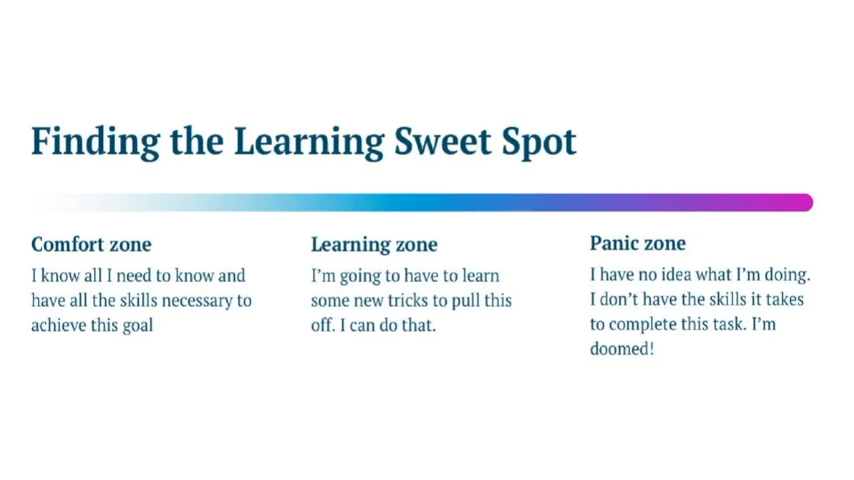 Finding the Learning Sweet Spot
Comfort zone
I know all I need to know and
have all the skills necessary to
achieve this goal
Learning zone
I’m going to have to learn
some new tricks to pull this
off. I can do that.
Panic zone
I have no idea what I’m doing.
I don’t have the skills it takes
to complete this task. I’m
doomed!